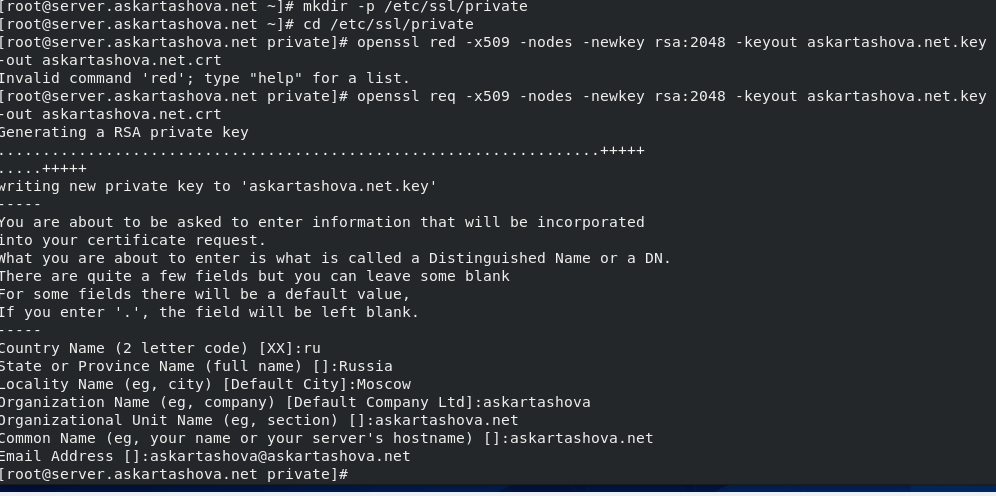 [root@server.askartashova.net ~]# mkdir -p /etc/ssl/private
[root@server.askartashova.net ~]# cd /etc/ssl/private
[root@server.askartashova.net private]# openssl red -x509 -nodes -newkey rsa:2048 -keyout askartashova.net.key
-out askartashova.net.crt
Invalid command 'red'; type "help" for a list.
[root@server.askartashova.net private]# openssl req -x509 -nodes -newkey rsa:2048 -keyout askartashova.net.key
-out askartashova.net.crt
Generating a RSA private key
...................................................................+++++
.....+++++
writing new private key to 'askartashova.net.key'
-----
You are about to be asked to enter information that will be incorporated
into your certificate request.
What you are about to enter is what is called a Distinguished Name or a DN.
There are quite a few fields but you can leave some blank
For some fields there will be a default value,
If you enter '.', the field will be left blank.
-----
Country Name (2 letter code) [XX]:ru
State or Province Name (full name) []:Russia
Locality Name (eg, city) [Default City]:Moscow
Organization Name (eg, company) [Default Company Ltd]:askartashova
Organizational Unit Name (eg, section) []:askartashova.net
Common Name (eg, your name or your server's hostname) []:askartashova.net
Email Address []:askartashova@askartashova.net
[root@server.askartashova.net private]#